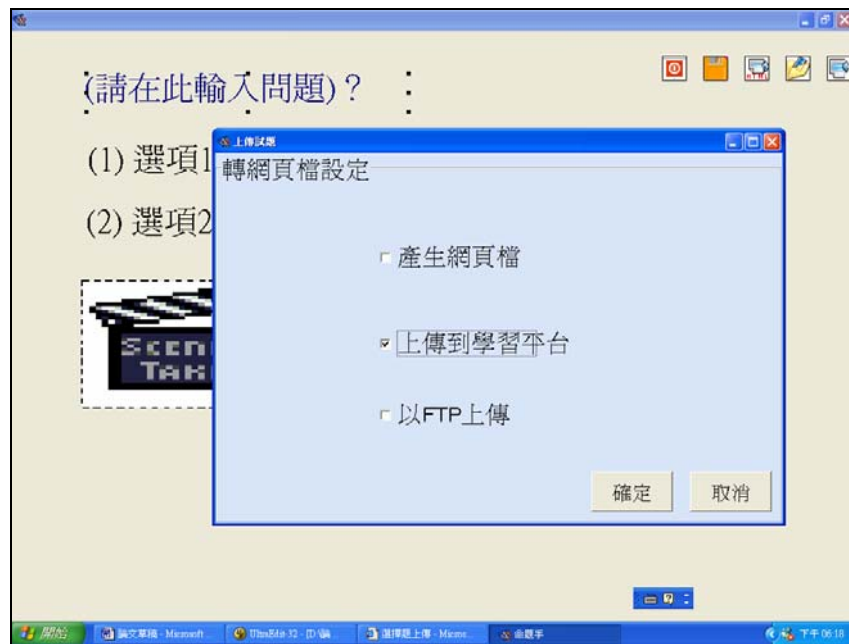 (請在此輸入問題)？
(1) 選項1
(2) 選項2
上傳試題
轉網頁檔設定
產生網頁檔
上傳到學習平台
以FTP上傳
確定
取消
開始
論文草稿 - Microsoft ...
UltraEdit-32 - [D:\論...
選擇題上傳 - Micros...
命題手
下午 06:18